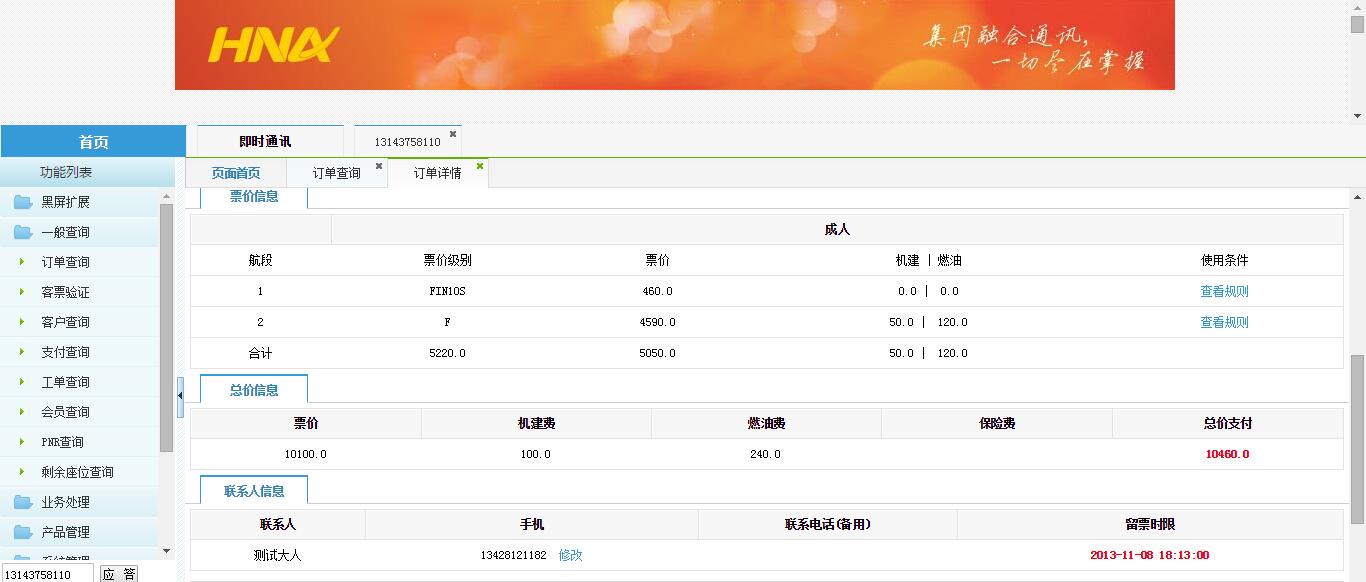 HNA
集团融合通讯，
一切尽在掌握
首页 即时通讯 13143758110
功能列表 页面首页 订单查询 订单详情
黑屏扩展 票价信息
一般查询 成人
订单查询 航段 票价级别 票价 机建 | 燃油 使用条件
客票验证 1 FIN10S 460.0 0.0 | 0.0 查看规则
客户查询 2 F 4590.0 50.0 | 120.0 查看规则
支付查询 合计 5220.0 5050.0 50.0 | 120.0
工单查询 总价信息
会员查询 票价 机建费 燃油费 保险费 总价支付
PNR查询 10100.0 100.0 240.0 10460.0
剩余座位查询 联系人信息
业务处理 联系人 手机 联系电话(备用) 留票时限
产品管理 测试大人 13428121182 修改 2013-11-08 18:13:00
系统管理
13143758110 应 答